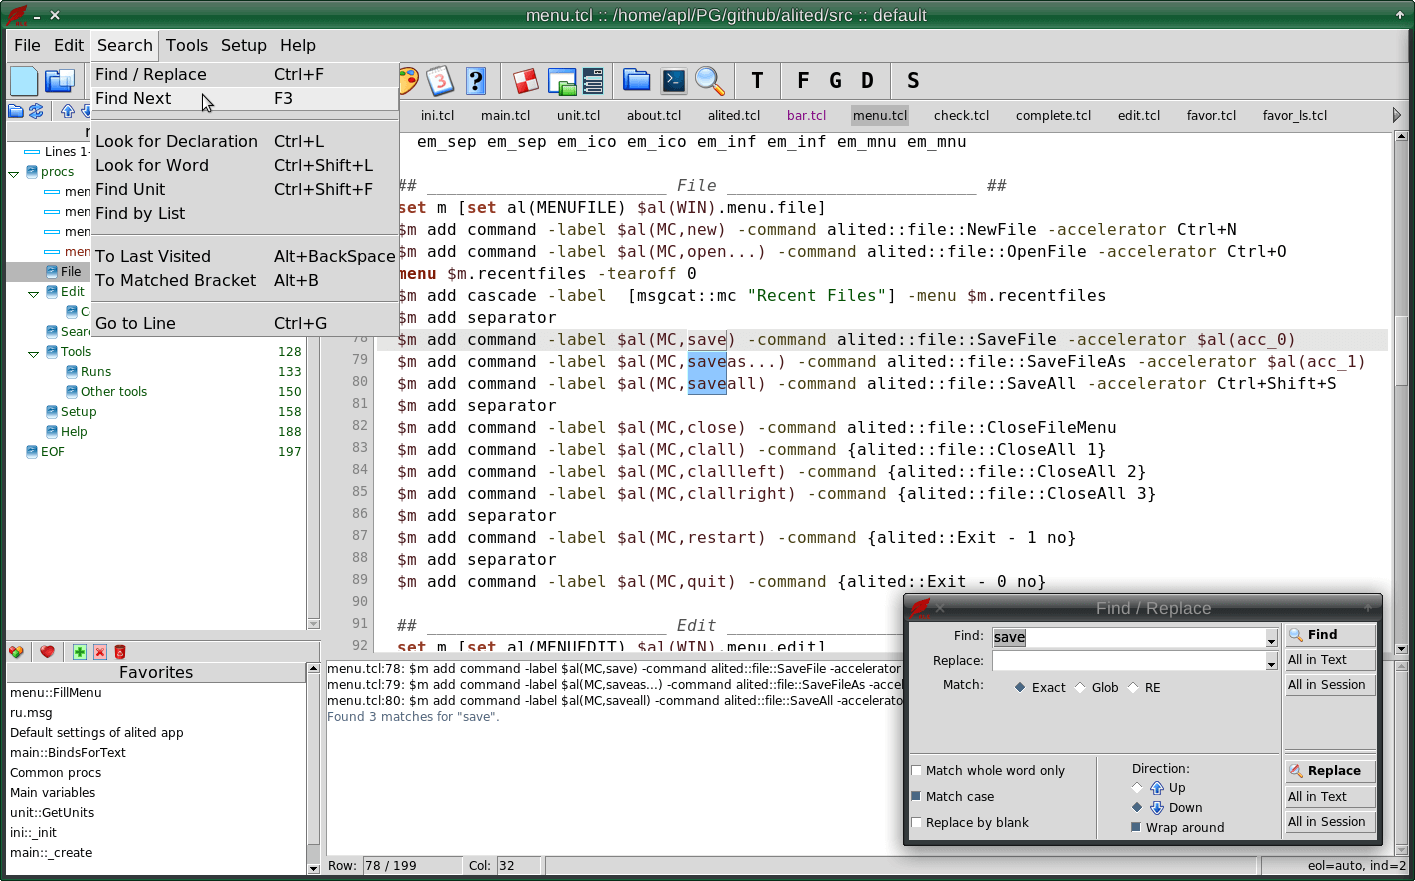 menu.tcl :: /home/apl/PG/github/alited/src :: default
File Edit Search Tools Setup Help
Find / Replace Ctrl+F
Find Next F3
Look for Declaration Ctrl+L
Look for Word Ctrl+Shift+L
Find Unit Ctrl+Shift+F
Find by List
To Last Visited Alt+BackSpace
To Matched Bracket Alt+B
Go to Line Ctrl+G
3 ? T F G D S
ini.tcl main.tcl unit.tcl about.tcl alited.tcl bar.tcl menu.tcl check.tcl complete.tcl edit.tcl favor.tcl favor_ls.tcl
Lines 1-
procs
men
men
men
men
File
Edit
C
Sear
Tools 128
Runs 133
Other tools 150
Setup 158
Help 188
EOF 197
em_sep em_sep em_ico em_ico em_inf em_inf em_mnu em_mnu
## ________________________ File _________________________ ##
set m [set al(MENUFILE) $al(WIN).menu.file]
$m add command -label $al(MC,new) -command alited::file::NewFile -accelerator Ctrl+N
$m add command -label $al(MC,open...) -command alited::file::OpenFile -accelerator Ctrl+O
menu $m.recentfiles -tearoff 0
$m add cascade -label  [msgcat::mc "Recent Files"] -menu $m.recentfiles
$m add separator
78 $m add command -label $al(MC,save) -command alited::file::SaveFile -accelerator $al(acc_0)
79 $m add command -label $al(MC,saveas...) -command alited::file::SaveFileAs -accelerator $al(acc_1)
80 $m add command -label $al(MC,saveall) -command alited::file::SaveAll -accelerator Ctrl+Shift+S
81 $m add separator
82 $m add command -label $al(MC,close) -command alited::file::CloseFileMenu
83 $m add command -label $al(MC,clall) -command {alited::file::CloseAll 1}
84 $m add command -label $al(MC,clallleft) -command {alited::file::CloseAll 2}
85 $m add command -label $al(MC,clallright) -command {alited::file::CloseAll 3}
86 $m add separator
87 $m add command -label $al(MC,restart) -command {alited::Exit - 1 no}
88 $m add separator
89 $m add command -label $al(MC,quit) -command {alited::Exit - 0 no}
90
91 ## ________________________ Edit __________________
92 set m [set al(MENUEDIT) $al(WIN).menu.edit]
Favorites
menu::FillMenu
ru.msg
Default settings of alited app
main::BindsForText
Common procs
Main variables
unit::GetUnits
ini::_init
main::_create
menu.tcl:78: $m add command -label $al(MC,save) -command alited::file::SaveFile -accelerator
menu.tcl:79: $m add command -label $al(MC,saveas...) -command alited::file::SaveFileAs -accel
menu.tcl:80: $m add command -label $al(MC,saveall) -command alited::file::SaveAll -accelerato
Found 3 matches for "save".
Find / Replace
Find: save
Replace:
Match: Exact Glob RE
Find
All in Text
All in Session
Match whole word only
Match case
Replace by blank
Direction:
Up
Down
Wrap around
Replace
All in Text
All in Session
Row: 78 / 199 Col: 32 eol=auto, ind=2